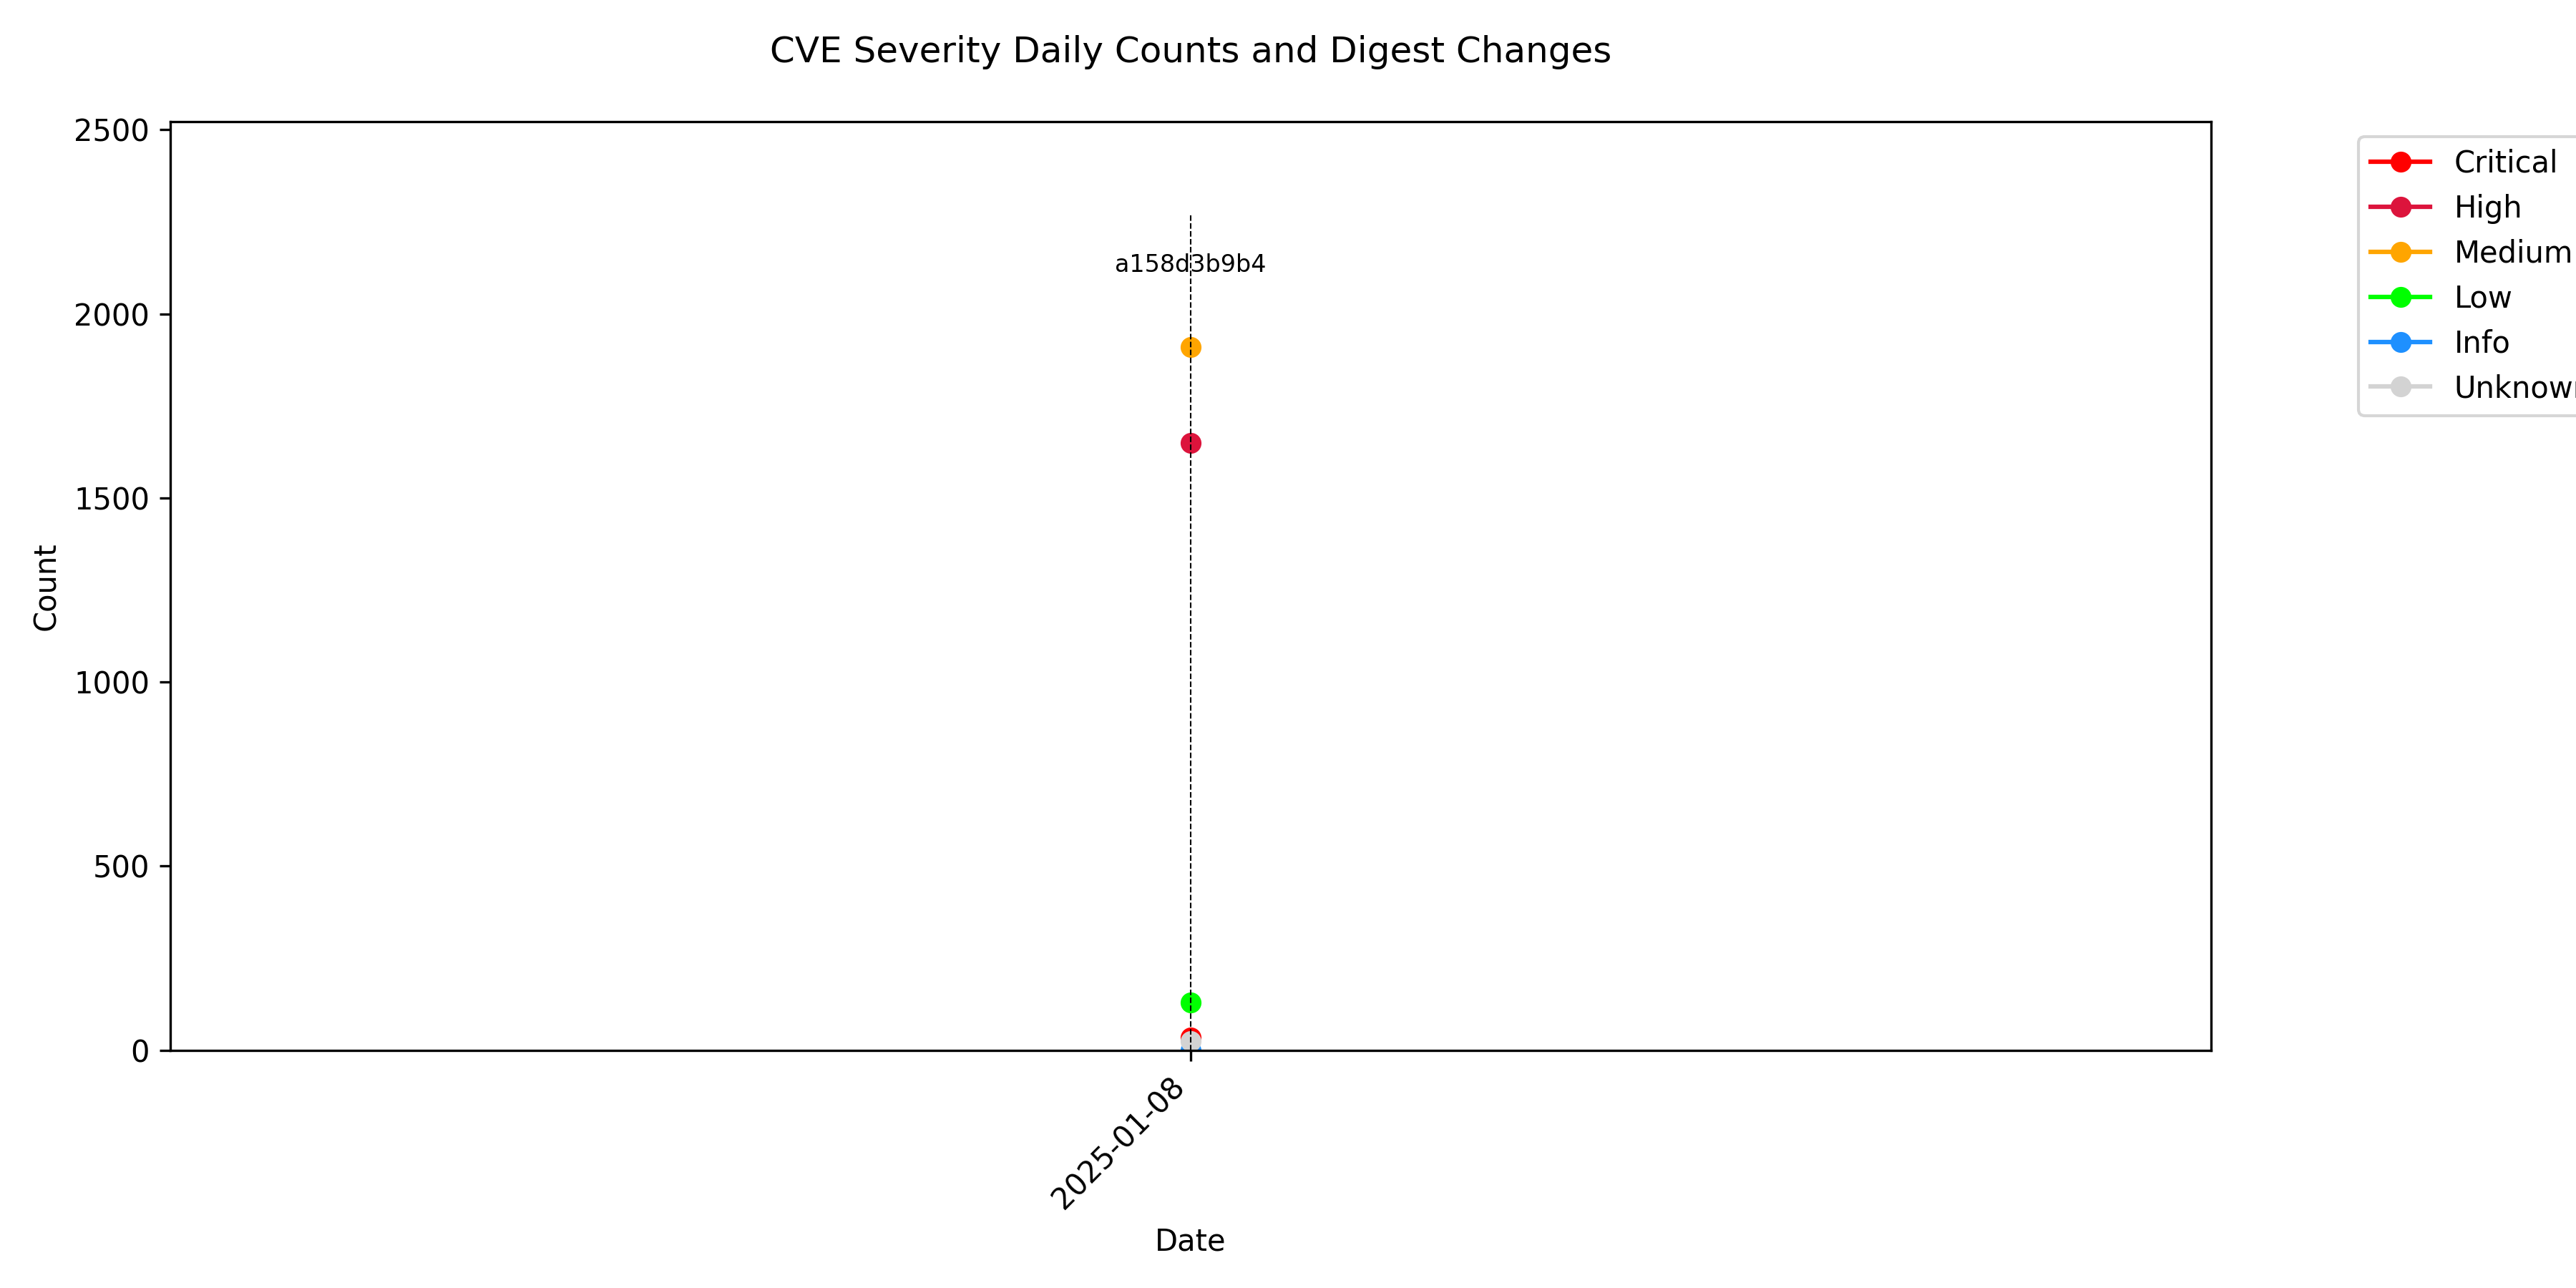 CVE Severity Daily Counts and Digest Changes
2500
2000
1500
1000
500
0
Count
a158d3b9b4
2025-01-08
Date
Critical
High
Medium
Low
Info
Unknown